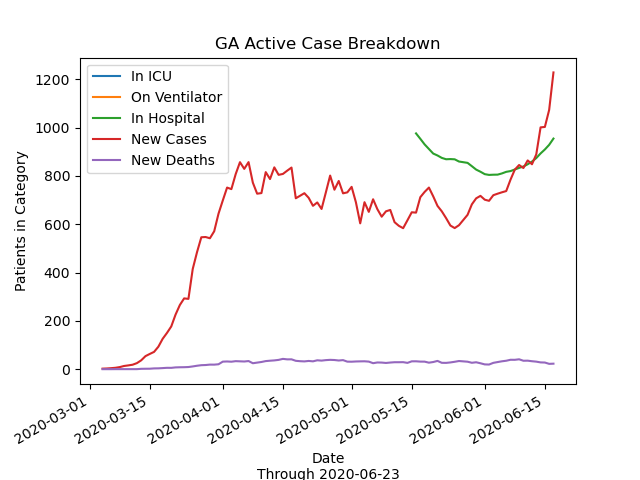 GA Active Case Breakdown
Patients in Category
1200
1000
800
600
400
200
0
In ICU
On Ventilator
In Hospital
New Cases
New Deaths
2020-03-01
2020-03-15
2020-04-01
2020-04-15
2020-05-01
2020-05-15
2020-06-01
2020-06-15
Date
Through 2020-06-23